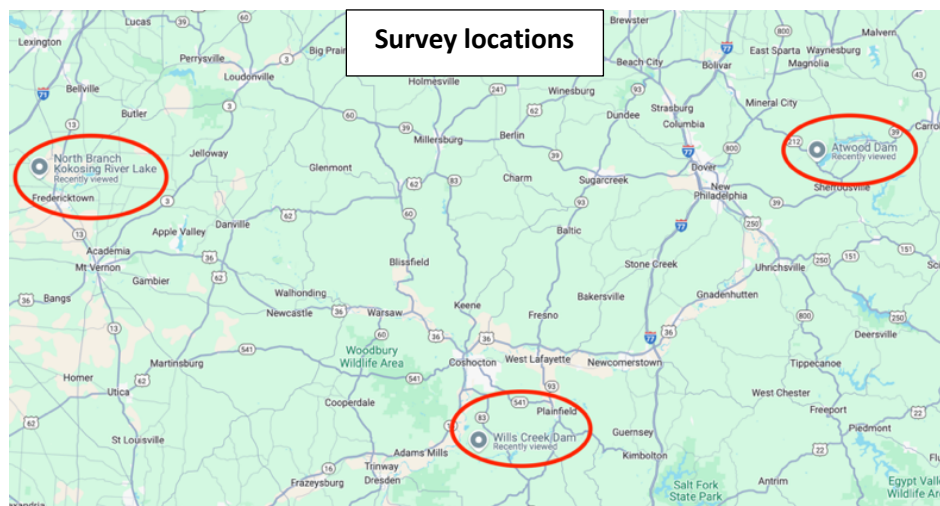 Survey locations
Lucas
Brewster
Malvern
Lexington
Perrysville
Big Prair
Beach City
Bolivar
East Sparta
Waynesburg
Magnolia
Loudonville
Holmesville
Winesburg
Strasburg
Mineral City
Bellville
Butler
Dundee
Columbia
Carro
Millersburg
Berlin
North Branch
Kokosing River Lake
Recently viewed
Jelloway
Glenmont
Charm
Sugarcreek
Dover
Atwood Dam
Recently viewed
Sherrodsville
New
Philadelphia
Fredericktown
Danville
Apple Valley
Baltic
Academia
Mt Vernon
Gambier
Blissfield
Stone Creek
Uhrichsville
Bangs
Walhonding
Newcastle
Warsaw
Keene
Fresno
Bakersville
Gnadenhutten
Deersville
Martinsburg
Woodbury
Wildlife Area
Coshocton
West Lafayette
Newcomerstown
Tippecanoe
Homer
Utica
Cooperdale
Plainfield
West Chester
Freeport
Piedmont
St Louisville
Wills Creek Dam
Recently viewed
Adams Mills
Guernsey
Kimbolton
Trinway
Dresden
Frazeysburg
Salt Fork
State Park
Antrim
Egypt Vall
Wildlife Are